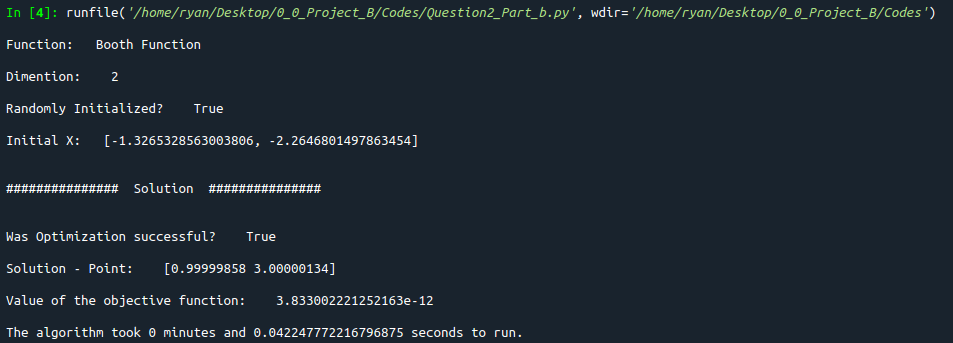 In [4]: runfile('/home/ryan/Desktop/0_0_Project_B/Codes/Question2_Part_b.py', wdir='/home/ryan/Desktop/0_0_Project_B/Codes')
Function:   Booth Function
Dimention:    2
Randomly Initialized?    True
Initial X:   [-1.3265328563003806, -2.2646801497863454]
###############  Solution  ###############
Was Optimization successful?    True
Solution - Point:    [0.99999858 3.00000134]
Value of the objective function:    3.833002221252163e-12
The algorithm took 0 minutes and 0.042247772216796875 seconds to run.